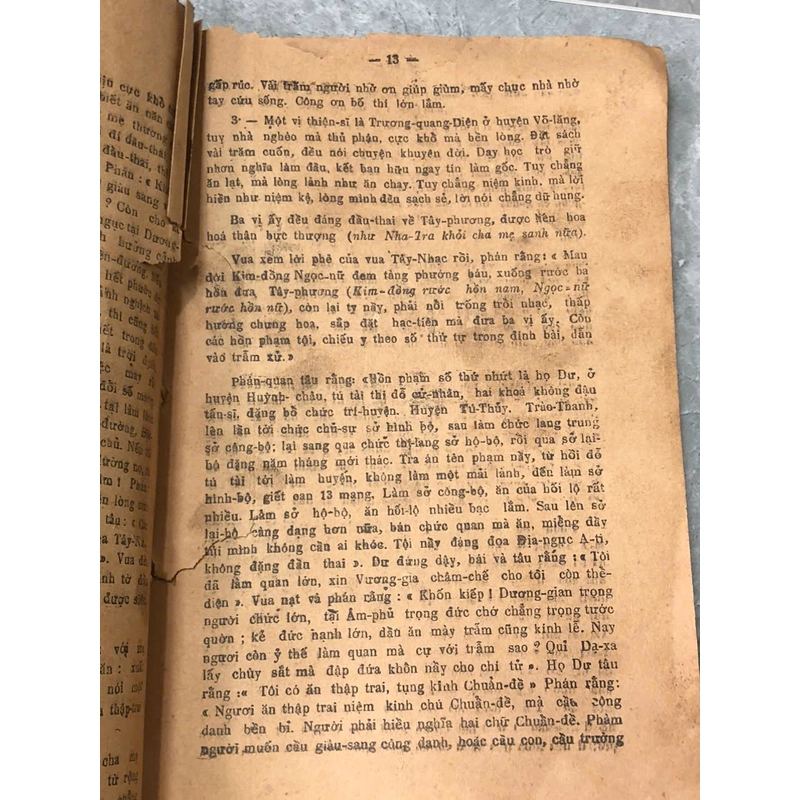 — 13 —
gấp rúc. Vài trăm người nhờ ơn giúp giùm, mấy chục nhà nhờ
tay cứu sống. Công ơn bố thí lớn lắm.
3· — Một vị thiện-sĩ là Trương-quang-Diện ở huyện Võ-lăng,
tuy nhà nghèo mà thủ phận, cực khổ mà bền lòng. Đứt sách
vài trăm cuốn, đều nói chuyện khuyên đời. Dạy học trò giữ
nhơn nghĩa làm đầu, kết bạn hữu ngay tín làm gốc. Tuy chẳng
ăn lạt, mà lòng lành như ăn chay. Tuy chẳng niệm kinh, mà lời
hiền như niệm kệ, lòng mình đều sạch sẽ, lời nói chẳng dữ hung.
Ba vị ấy đều đáng đầu-thai về Tây-phương, được liên hoa
hoá thân bực thượng (như Nha-Tra khỏi cha mẹ sanh nữa).
Vua xem lời phê của vua Tây-Nhạc rồi, phán rằng: « Mau
đòi Kim-đồng Ngọc-nữ đem tàng phướng báu, xuống rước ba
hồn đưa Tây-phương (Kim-đồng rước hồn nam, Ngọc-nữ
rước hồn nữ), còn lại ty nầy, phải nổi trống trổi nhạc, thắp
hương chưng hoa, sắp đặt hạc-tiên mà đưa ba vị ấy. Còn
các hồn phạm tội, chiếu y theo số thứ tự trong đinh bài, dẫn
vào trẫm xử. »
Phán-quan tâu rằng: «Hồn phạm số thứ nhứt là họ Dư, ở
huyện Huỳnh-châu, tú tài thi đỗ cử-nhân, hai khoá không đậu
tấn-sĩ, đặng bổ chức tri-huyện. Huyện Tú-Thủy. Trào-Thanh,
lên lần tới chức chủ-sự sở hình bộ, sau làm chức lang trung
sở công-bộ; lại sang qua chức thị-lang sở hộ-bộ, rồi qua sở lại-
bộ đặng năm tháng mới thác. Tra án tên phạm nầy, từ hồi đỗ
tú tài tới làm huyện, không làm một mải lành, đến làm sở
hình-bộ, giết oan 13 mạng. Làm sở công-bộ, ăn của hối lộ rất
nhiều. Làm sở hộ-bộ, ăn hối-lộ nhiều bạc lắm. Sau lên sở
lại-bộ càng dạng hơn nữa, bán chức quan mà ăn, miễng đầy
túi mình không cần ai khóc. Tội nầy đáng đọa Địa-ngục A-tì,
không đặng đầu thai ». Dư đứng dậy, bái và tâu rằng : « Tôi
đã làm quan lớn, xin Vương-gia châm-chế cho tội còn thể-
diện ». Vua nạt và phán rằng : « Khốn kiếp ! Dương-gian trọng
người chức lớn, tại Âm-phủ trọng đức chớ chẳng trọng tước
quờn ; kẻ đức hạnh lớn, dầu ăn mày trẫm cũng kính lễ. Nay
ngươi còn ỷ thế làm quan mà cự với trẫm sao ? Quỉ Dạ-xa
lấy chùy sắt mà đập đứa khôn nầy cho chí tử ». Họ Dư tâu
rằng :« Tôi có ăn thập trai, tụng kinh Chuẩn-đề » Phán rằng:
« Ngươi ăn thập trai niệm kinh chú Chuẩn-đề, mà cầu công
danh bền bỉ. Người phải hiểu nghĩa hai chữ Chuẩn-đề. Phàm
người muốn cầu giàu-sang công danh, hoặc cầu con, cầu trường